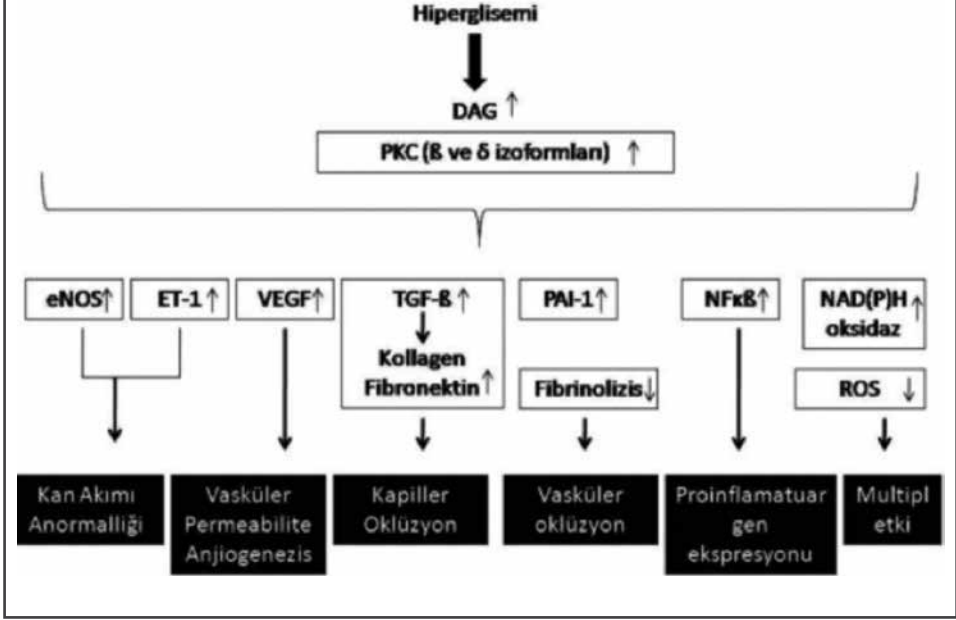 Hiperglisemi
DAG ↑
PKC (ß ve δ izoformları) ↑
eNOS↑
ET-1↑
VEGF↑
TGF-ß↑
Kollagen
Fibronektin↑
PAI-1↑
Fibrinolizis↓
NFκß↑
NAD(P)H↑
oksidaz
ROS ↓
Kan Akımı
Anormalliği
Vasküler
Permeabilite
Anjiogenezis
Kapiller
Oklüzyon
Vasküler
oklüzyon
Proinflamatuar
gen
ekspresyonu
Multipl
etki